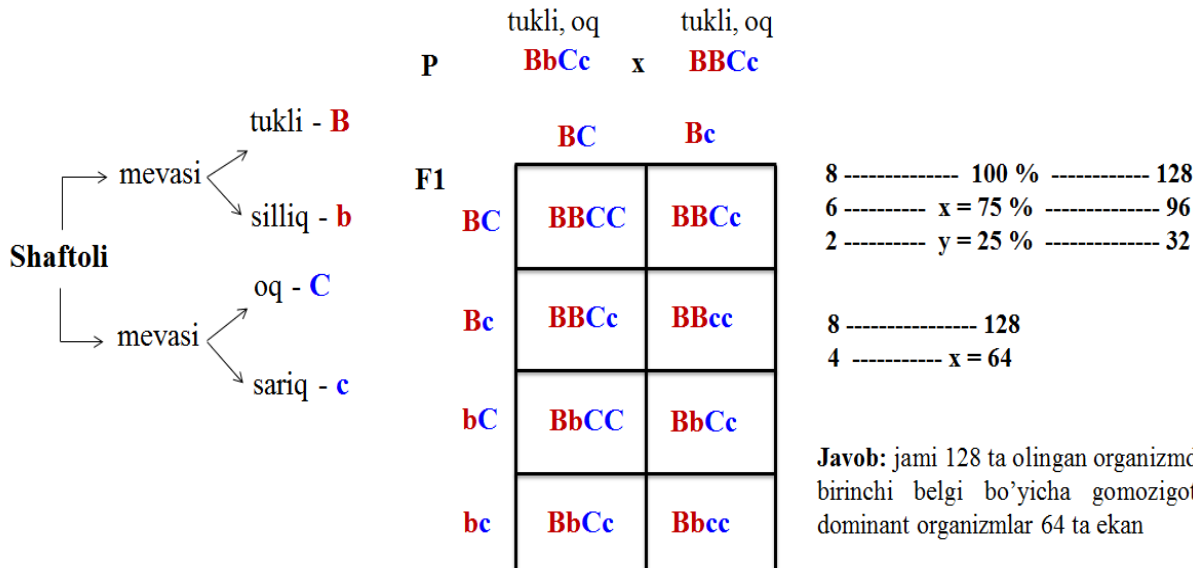 tukli, oq tukli, oq
P BbCc x BBCc
Shaftoli
mevasi
tukli - B
silliq - b
mevasi
oq - C
sariq - c
F1
BC Bc
BC BBCC BBCc
Bc BBCc BBcc
bC BbCC BbCc
bc BbCc Bbcc
8 -------------- 100 % ------------ 128
6 ---------- x = 75 % -------------- 96
2 ---------- y = 25 % -------------- 32
8 ---------------- 128
4 ----------- x = 64
Javob: jami 128 ta olingan organizmd
birinchi belgi bo’yicha gomozigot
dominant organizmlar 64 ta ekan